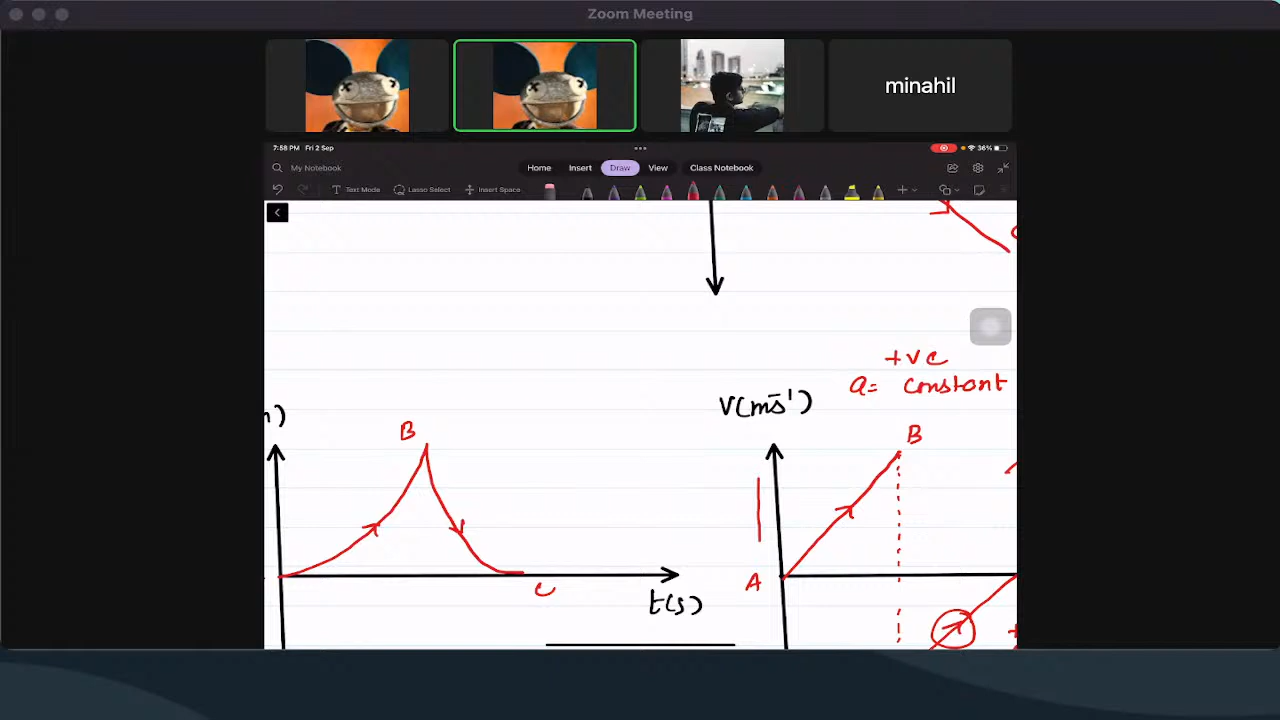 Zoom Meeting
minahil
7:58 PM Fri 2 Sep
36%
My Notebook
Home Insert Draw View Class Notebook
Text Mode Lasso Select Insert Space
+ve
a= constant
V(ms⁻¹)
B
B
A
C
t(s)